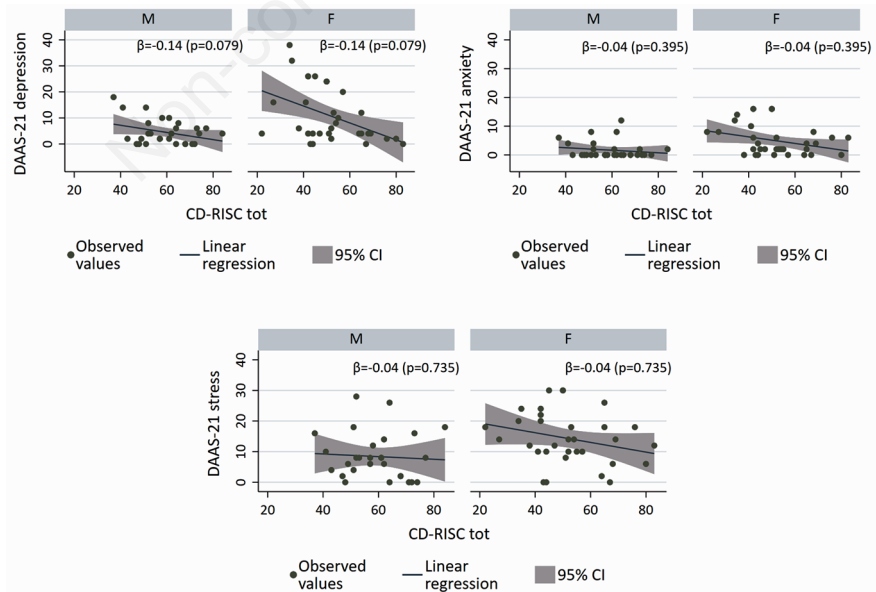 M F
β=-0.14 (p=0.079) β=-0.14 (p=0.079)
DAAS-21 depression
40
30
20
10
0
20 40 60 80 20 40 60 80
CD-RISC tot
Observed values Linear regression 95% CI
M F
β=-0.04 (p=0.395) β=-0.04 (p=0.395)
DAAS-21 anxiety
40
30
20
10
0
20 40 60 80 20 40 60 80
CD-RISC tot
Observed values Linear regression 95% CI
M F
β=-0.04 (p=0.735) β=-0.04 (p=0.735)
DAAS-21 stress
40
30
20
10
0
20 40 60 80 20 40 60 80
CD-RISC tot
Observed values Linear regression 95% CI
Non-co